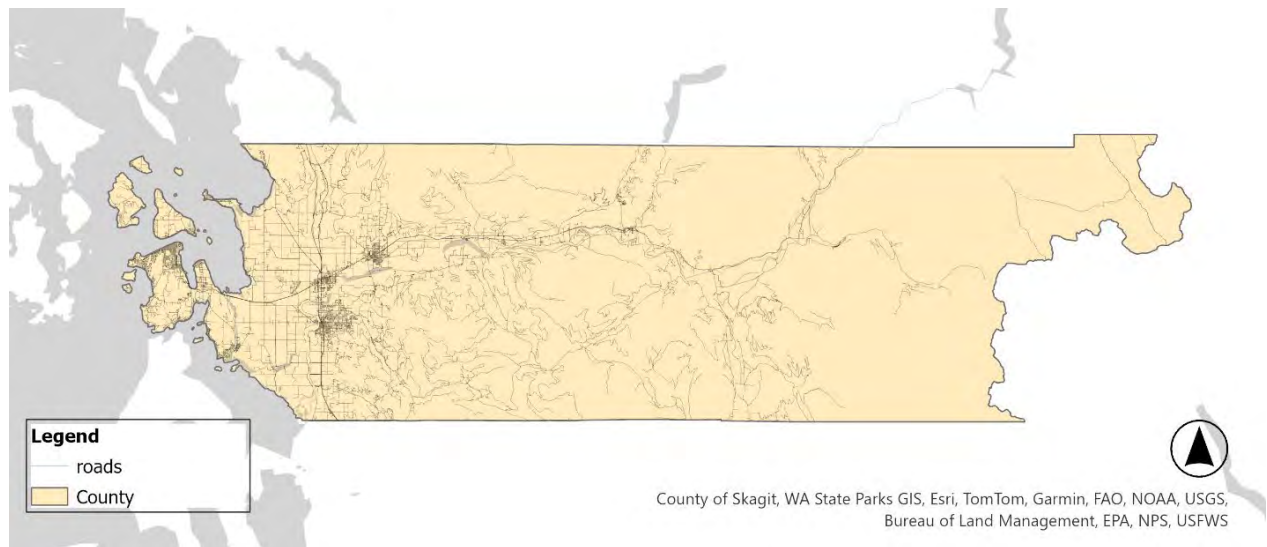 Legend
roads
County
County of Skagit, WA State Parks GIS, Esri, TomTom, Garmin, FAO, NOAA, USGS,
Bureau of Land Management, EPA, NPS, USFWS